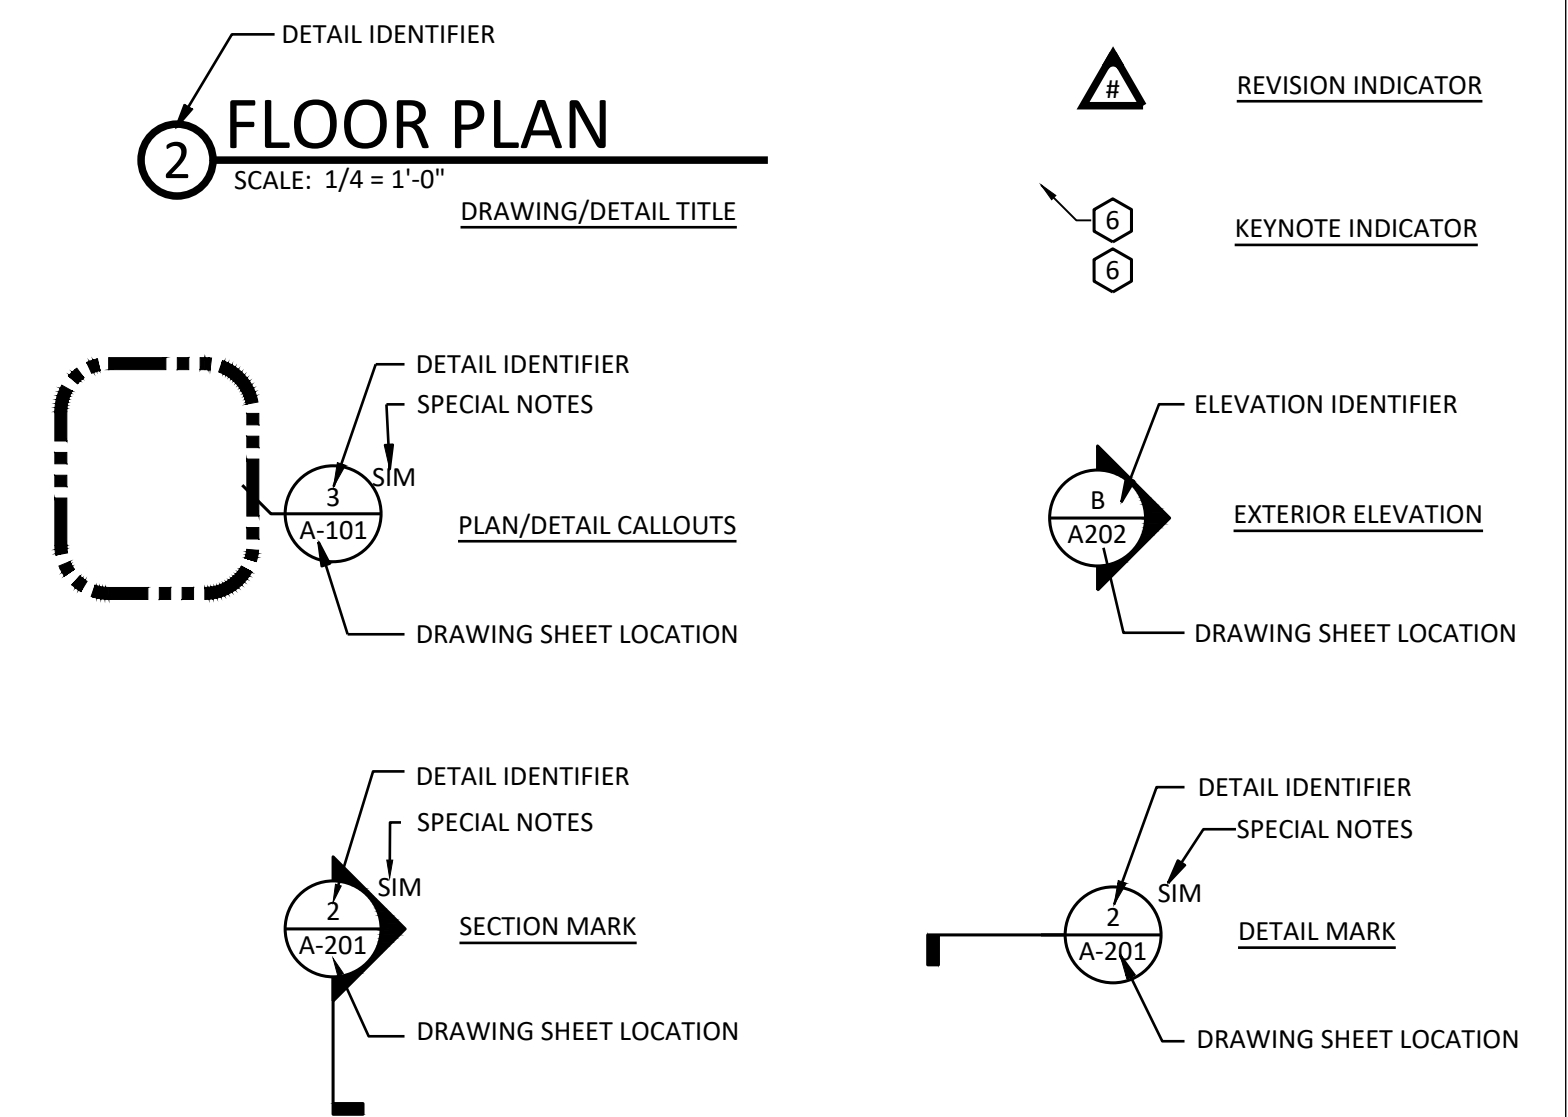 DETAIL IDENTIFIER
2
FLOOR PLAN
SCALE: 1/4 = 1'-0"
DRAWING/DETAIL TITLE
#
REVISION INDICATOR
6
KEYNOTE INDICATOR
6
DETAIL IDENTIFIER
SPECIAL NOTES
SIM
3
A-101
PLAN/DETAIL CALLOUTS
DRAWING SHEET LOCATION
ELEVATION IDENTIFIER
B
A202
EXTERIOR ELEVATION
DRAWING SHEET LOCATION
DETAIL IDENTIFIER
SPECIAL NOTES
SIM
2
A-201
SECTION MARK
DRAWING SHEET LOCATION
DETAIL IDENTIFIER
SPECIAL NOTES
SIM
2
A-201
DETAIL MARK
DRAWING SHEET LOCATION